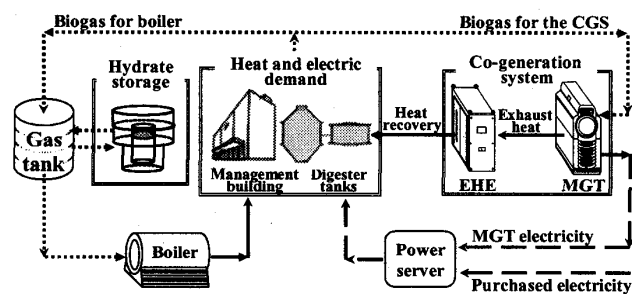 Biogas for boiler
Biogas for the CGS
Hydrate
storage
Heat and electric
demand
Co-generation
system
Gas
tank
Heat
recovery
Exhaust
heat
Management
building
Digester
tanks
EHE
MGT
Boiler
Power
server
MGT electricity
Purchased electricity